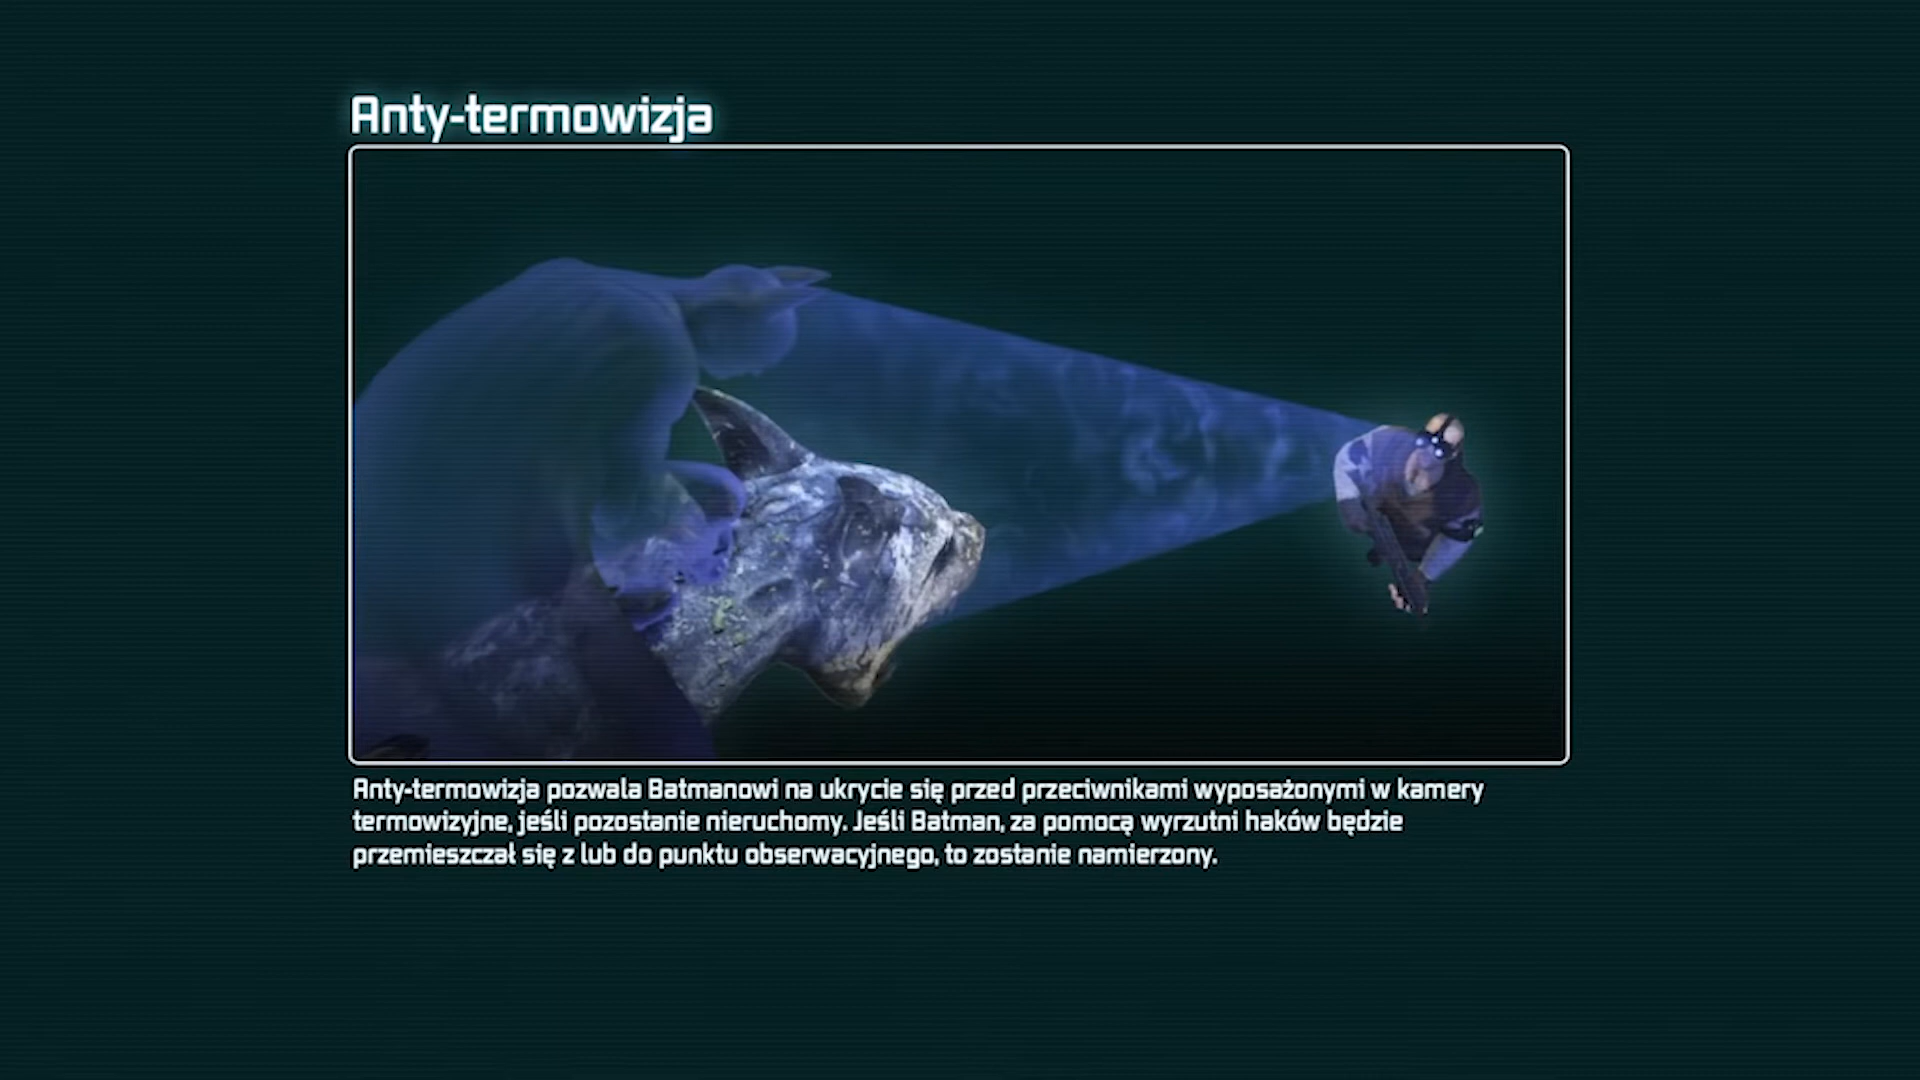 Anty-termowizja
Anty-termowizja pozwala Batmanowi na ukrycie się przed przeciwnikami wyposażonymi w kamery
termowizyjne, jeśli pozostanie nieruchomy. Jeśli Batman, za pomocą wyrzutni haków będzie
przemieszczał się z lub do punktu obserwacyjnego, to zostanie namierzony.